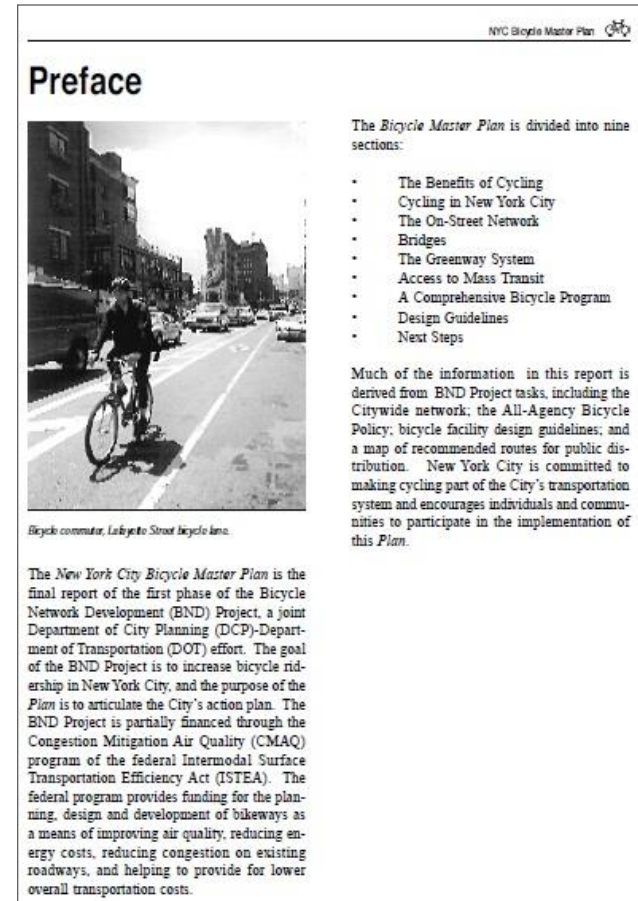 NYC Bicycle Master Plan
Preface
Bicycle commuter, Lafayette Street bicycle lane.
The New York City Bicycle Master Plan is the
final report of the first phase of the Bicycle
Network Development (BND) Project, a joint
Department of City Planning (DCP)-Depart-
ment of Transportation (DOT) effort. The goal
of the BND Project is to increase bicycle rid-
ership in New York City, and the purpose of the
Plan is to articulate the City's action plan. The
BND Project is partially financed through the
Congestion Mitigation Air Quality (CMAQ)
program of the federal Intermodal Surface
Transportation Efficiency Act (ISTEA). The
federal program provides funding for the plan-
ning, design and development of bikeways as
a means of improving air quality, reducing en-
ergy costs, reducing congestion on existing
roadways, and helping to provide for lower
overall transportation costs.
The Bicycle Master Plan is divided into nine
sections:
· The Benefits of Cycling
· Cycling in New York City
· The On-Street Network
· Bridges
· The Greenway System
· Access to Mass Transit
· A Comprehensive Bicycle Program
· Design Guidelines
· Next Steps
Much of the information in this report is
derived from BND Project tasks, including the
Citywide network; the All-Agency Bicycle
Policy; bicycle facility design guidelines; and
a map of recommended routes for public dis-
tribution. New York City is committed to
making cycling part of the City's transportation
system and encourages individuals and commu-
nities to participate in the implementation of
this Plan.